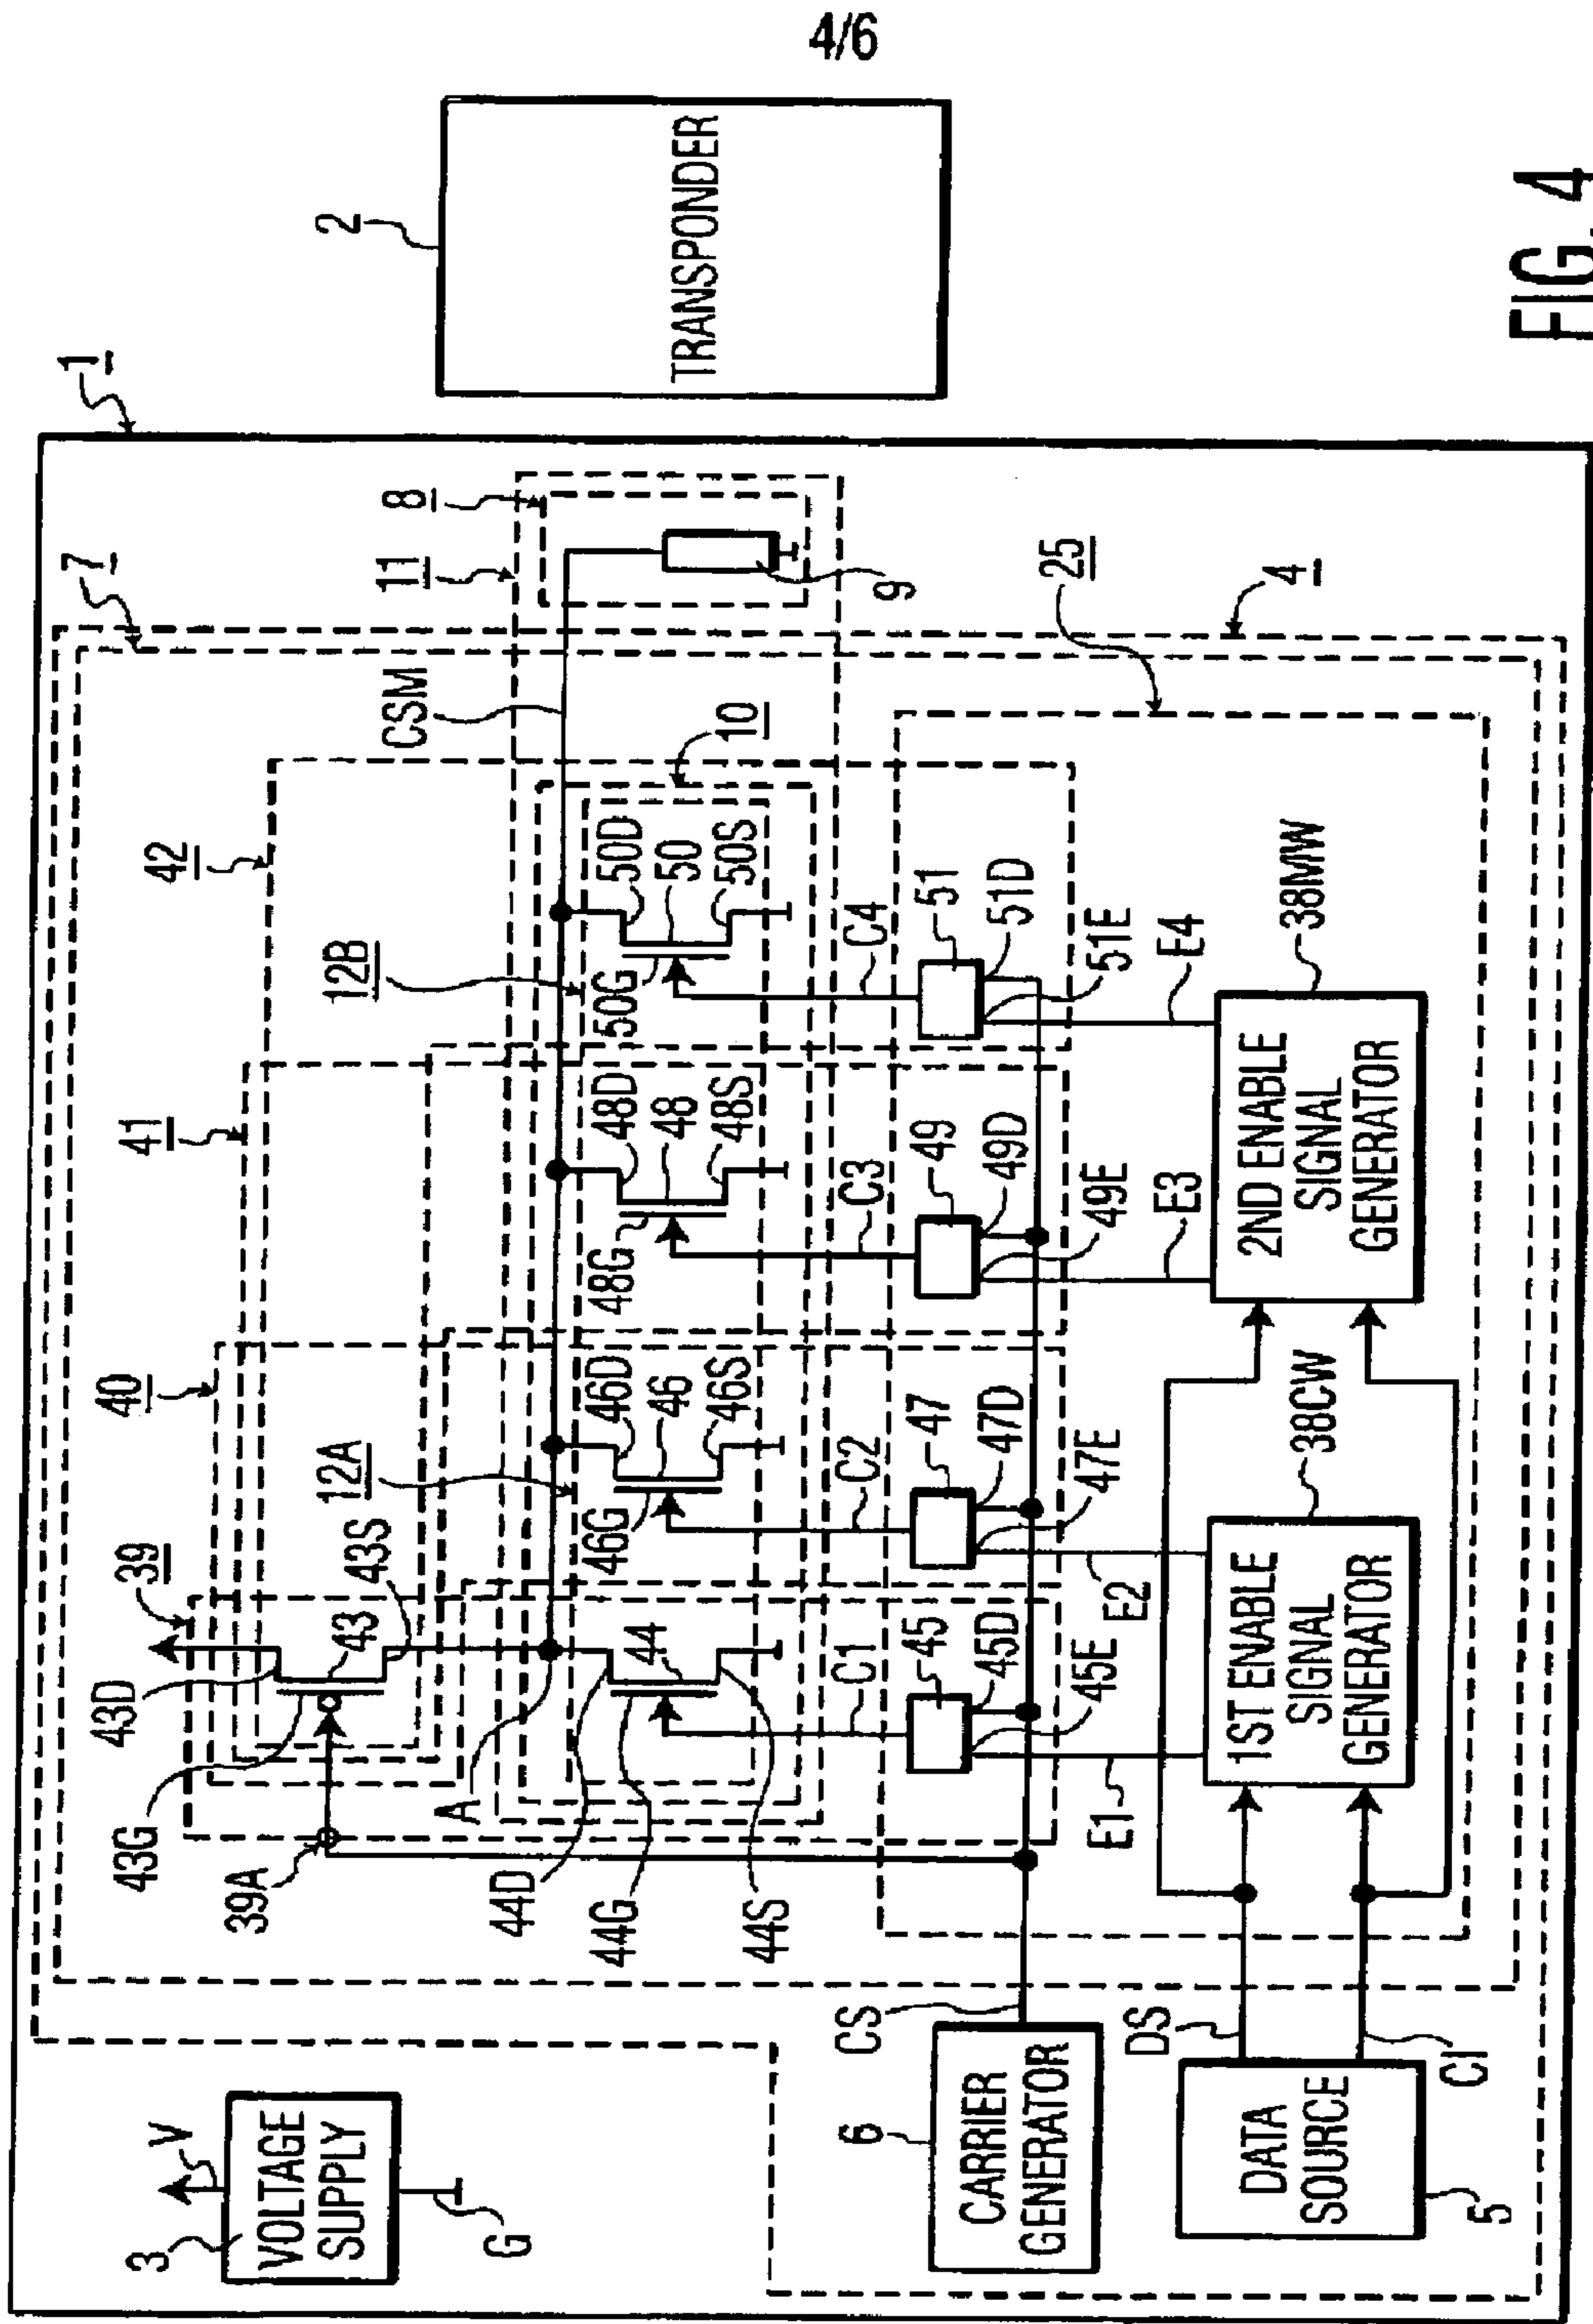 4/6
1
2
TRANSPONDER
FIG. 4
3
VOLTAGE
SUPPLY
V
G
7
11
8
9
CSM
10
42
41
40
39
25
4
12B
12A
43D
43
43S
43G
39A
A
44D
44
44G
44S
46D
46
46S
46G
48D
48
48S
48G
50D
50
50S
50G
C1
C2
C3
C4
45
45D
45E
47
47D
47E
49
49D
49E
51
51D
51E
E1
E2
E3
E4
38CW
38MW
1ST ENABLE
SIGNAL
GENERATOR
2ND ENABLE
SIGNAL
GENERATOR
6
CARRIER
GENERATOR
CS
DATA
SOURCE
5
DS
CI